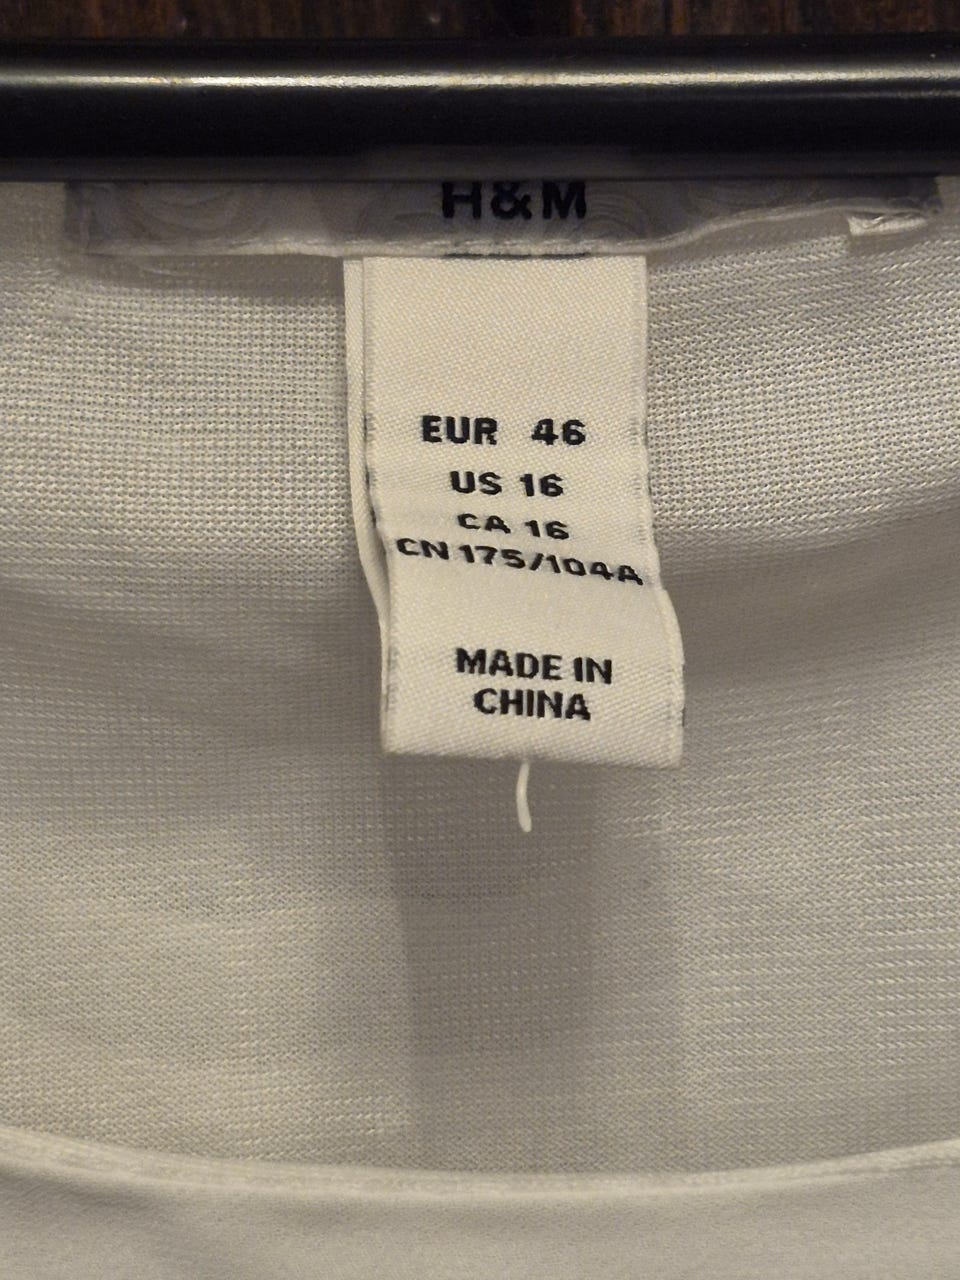 H&M
EUR 46
US 16
CA 16
CN 175/104A
MADE IN
CHINA